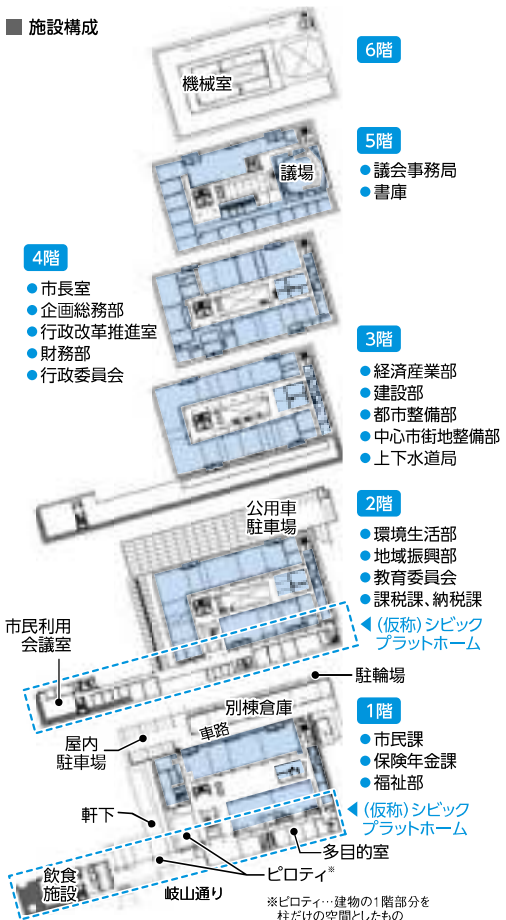 ■ 施設構成
6階
機械室
5階
●議会事務局
●書庫
議場
4階
●市長室
●企画総務部
●行政改革推進室
●財務部
●行政委員会
3階
●経済産業部
●建設部
●都市整備部
●中心市街地整備部
●上下水道局
公用車
駐車場
2階
●環境生活部
●地域振興部
●教育委員会
●課税課、納税課
◀(仮称)シビック
プラットホーム
市民利用
会議室
駐輪場
別棟倉庫
車路
屋内
駐車場
1階
●市民課
●保険年金課
●福祉部
◀(仮称)シビック
プラットホーム
軒下
多目的室
ピロティ※
飲食
施設
岐山通り
※ピロティ…建物の1階部分を
柱だけの空間としたもの